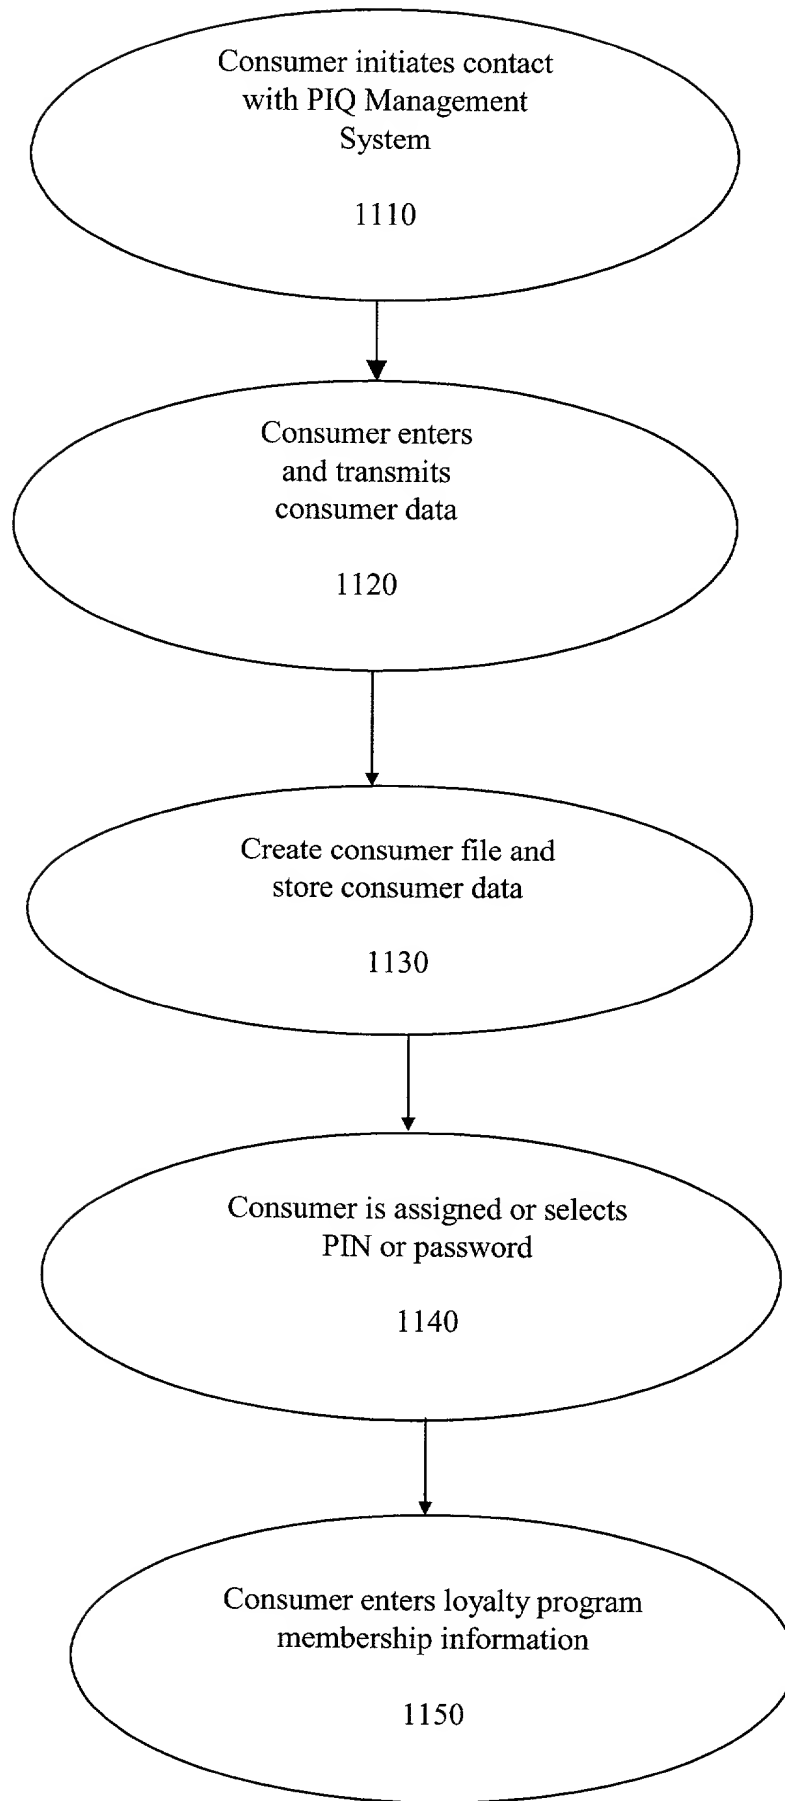 Consumer initiates contact
with PIQ Management
System
1110
Consumer enters
and transmits
consumer data
1120
Create consumer file and
store consumer data
1130
Consumer is assigned or selects
PIN or password
1140
Consumer enters loyalty program
membership information
1150